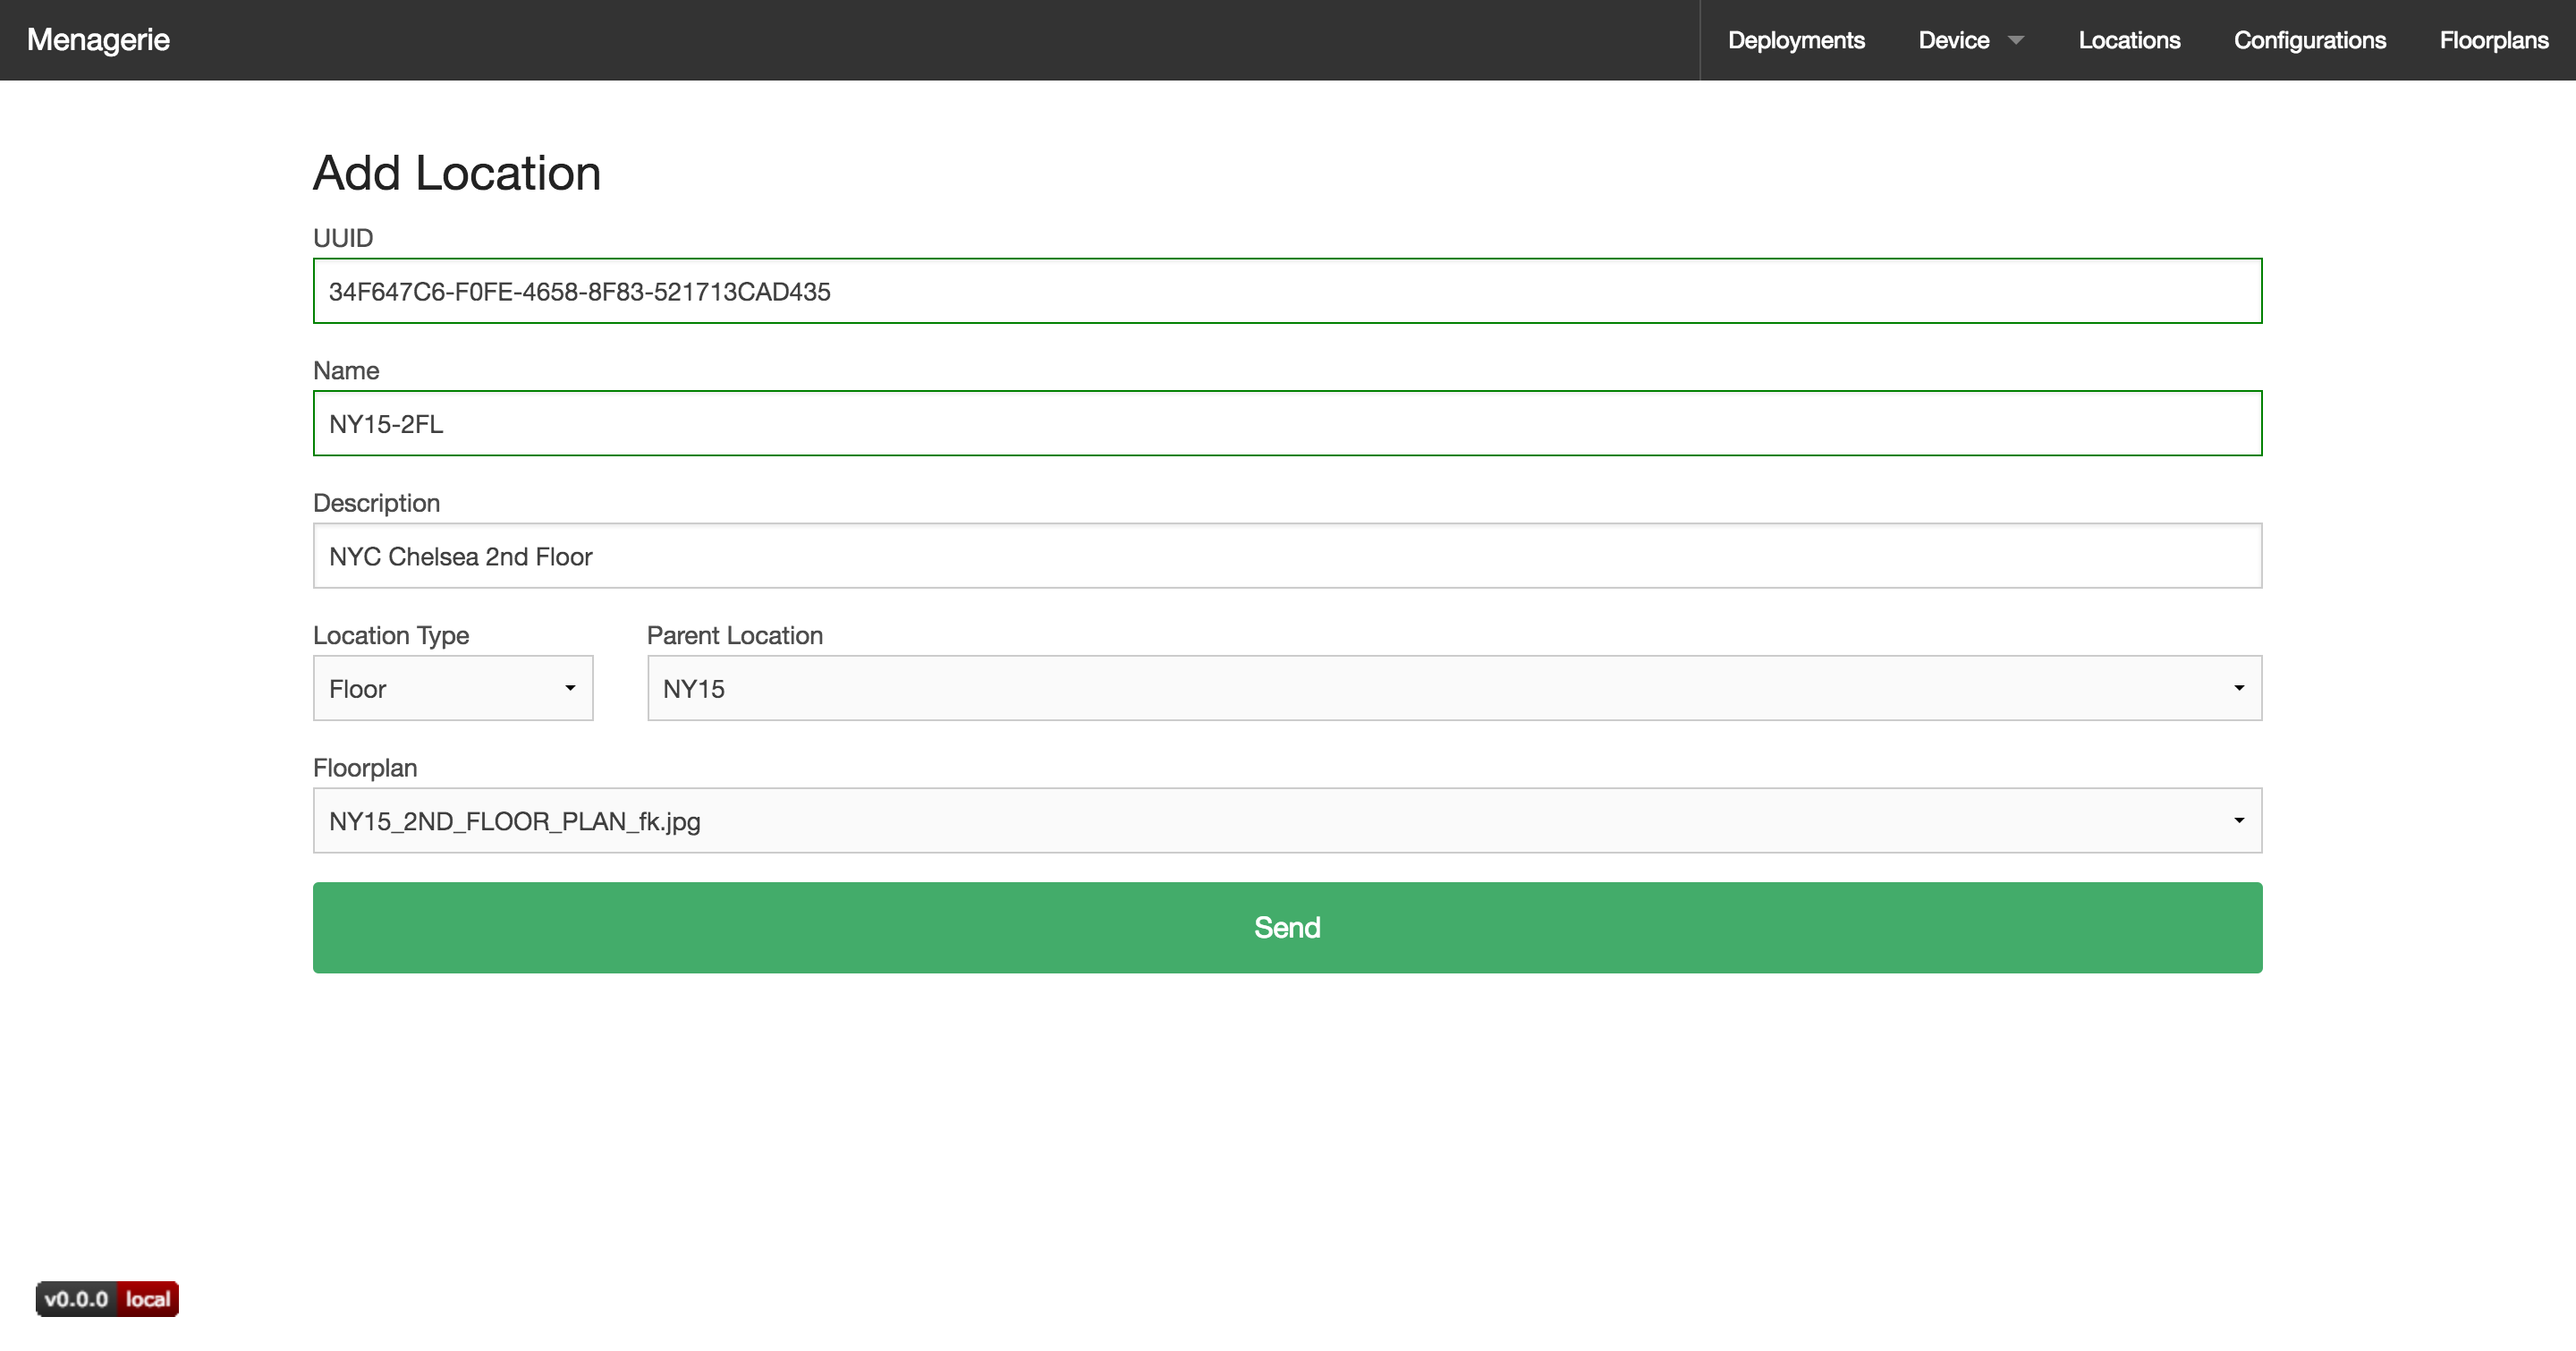 Menagerie
Deployments Device Locations Configurations Floorplans
Add Location
UUID
34F647C6-F0FE-4658-8F83-521713CAD435
Name
NY15-2FL
Description
NYC Chelsea 2nd Floor
Location Type Parent Location
Floor NY15
Floorplan
NY15_2ND_FLOOR_PLAN_fk.jpg
Send
v0.0.0 local